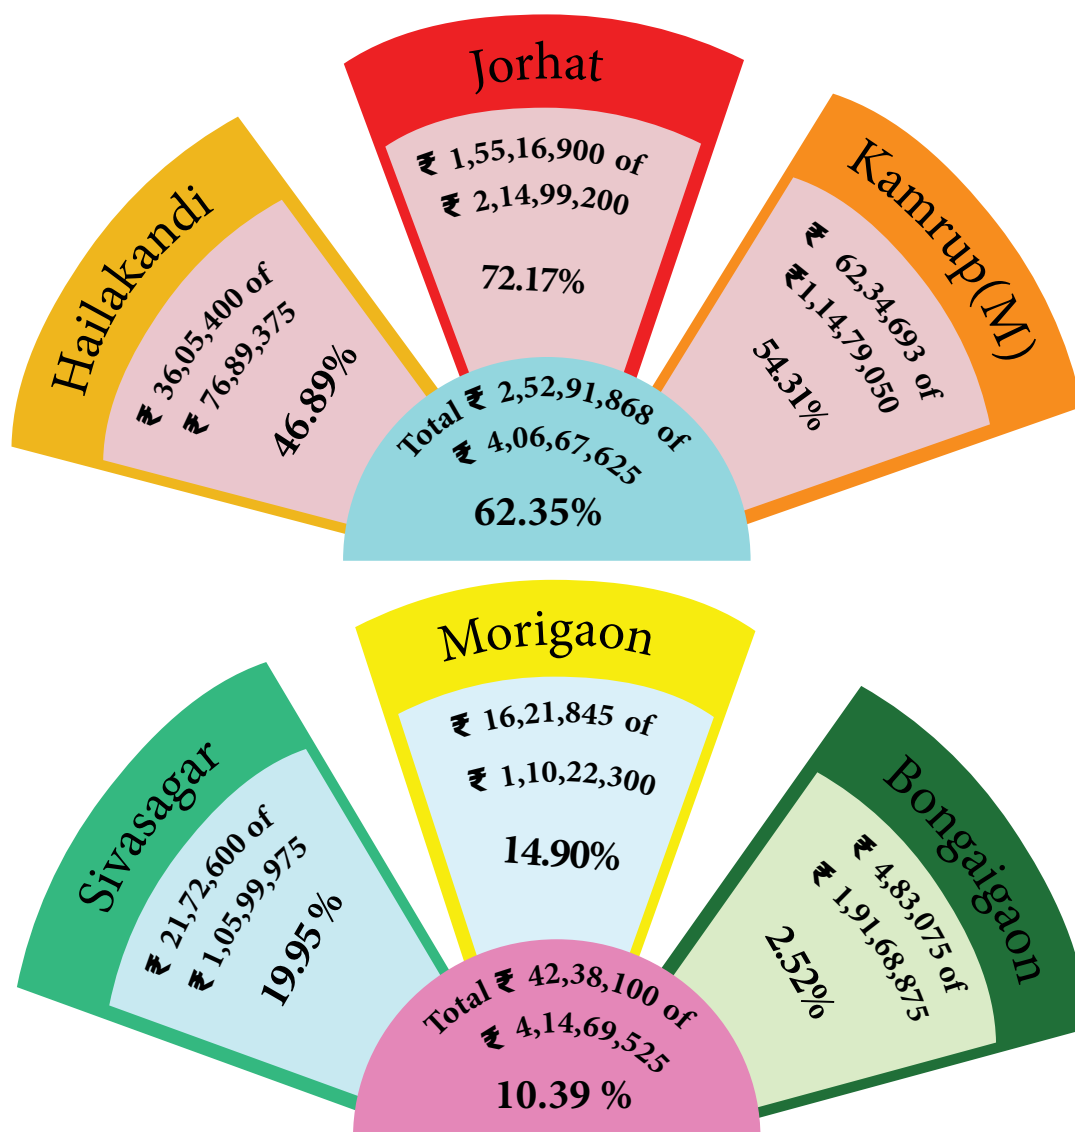 Hailakandi
₹ 36,05,400 of
₹ 76,89,375
46.89%
Jorhat
₹ 1,55,16,900 of
₹ 2,14,99,200
72.17%
Kamrup(M)
₹ 62,34,693 of
₹1,14,79,050
54.31%
Total ₹ 2,52,91,868 of
₹ 4,06,67,625
62.35%
Sivasagar
₹ 21,72,600 of
₹ 1,05,99,975
19.95 %
Morigaon
₹ 16,21,845 of
₹ 1,10,22,300
14.90%
Bongaigaon
₹ 4,83,075 of
₹ 1,91,68,875
2.52%
Total ₹ 42,38,100 of
₹ 4,14,69,525
10.39 %